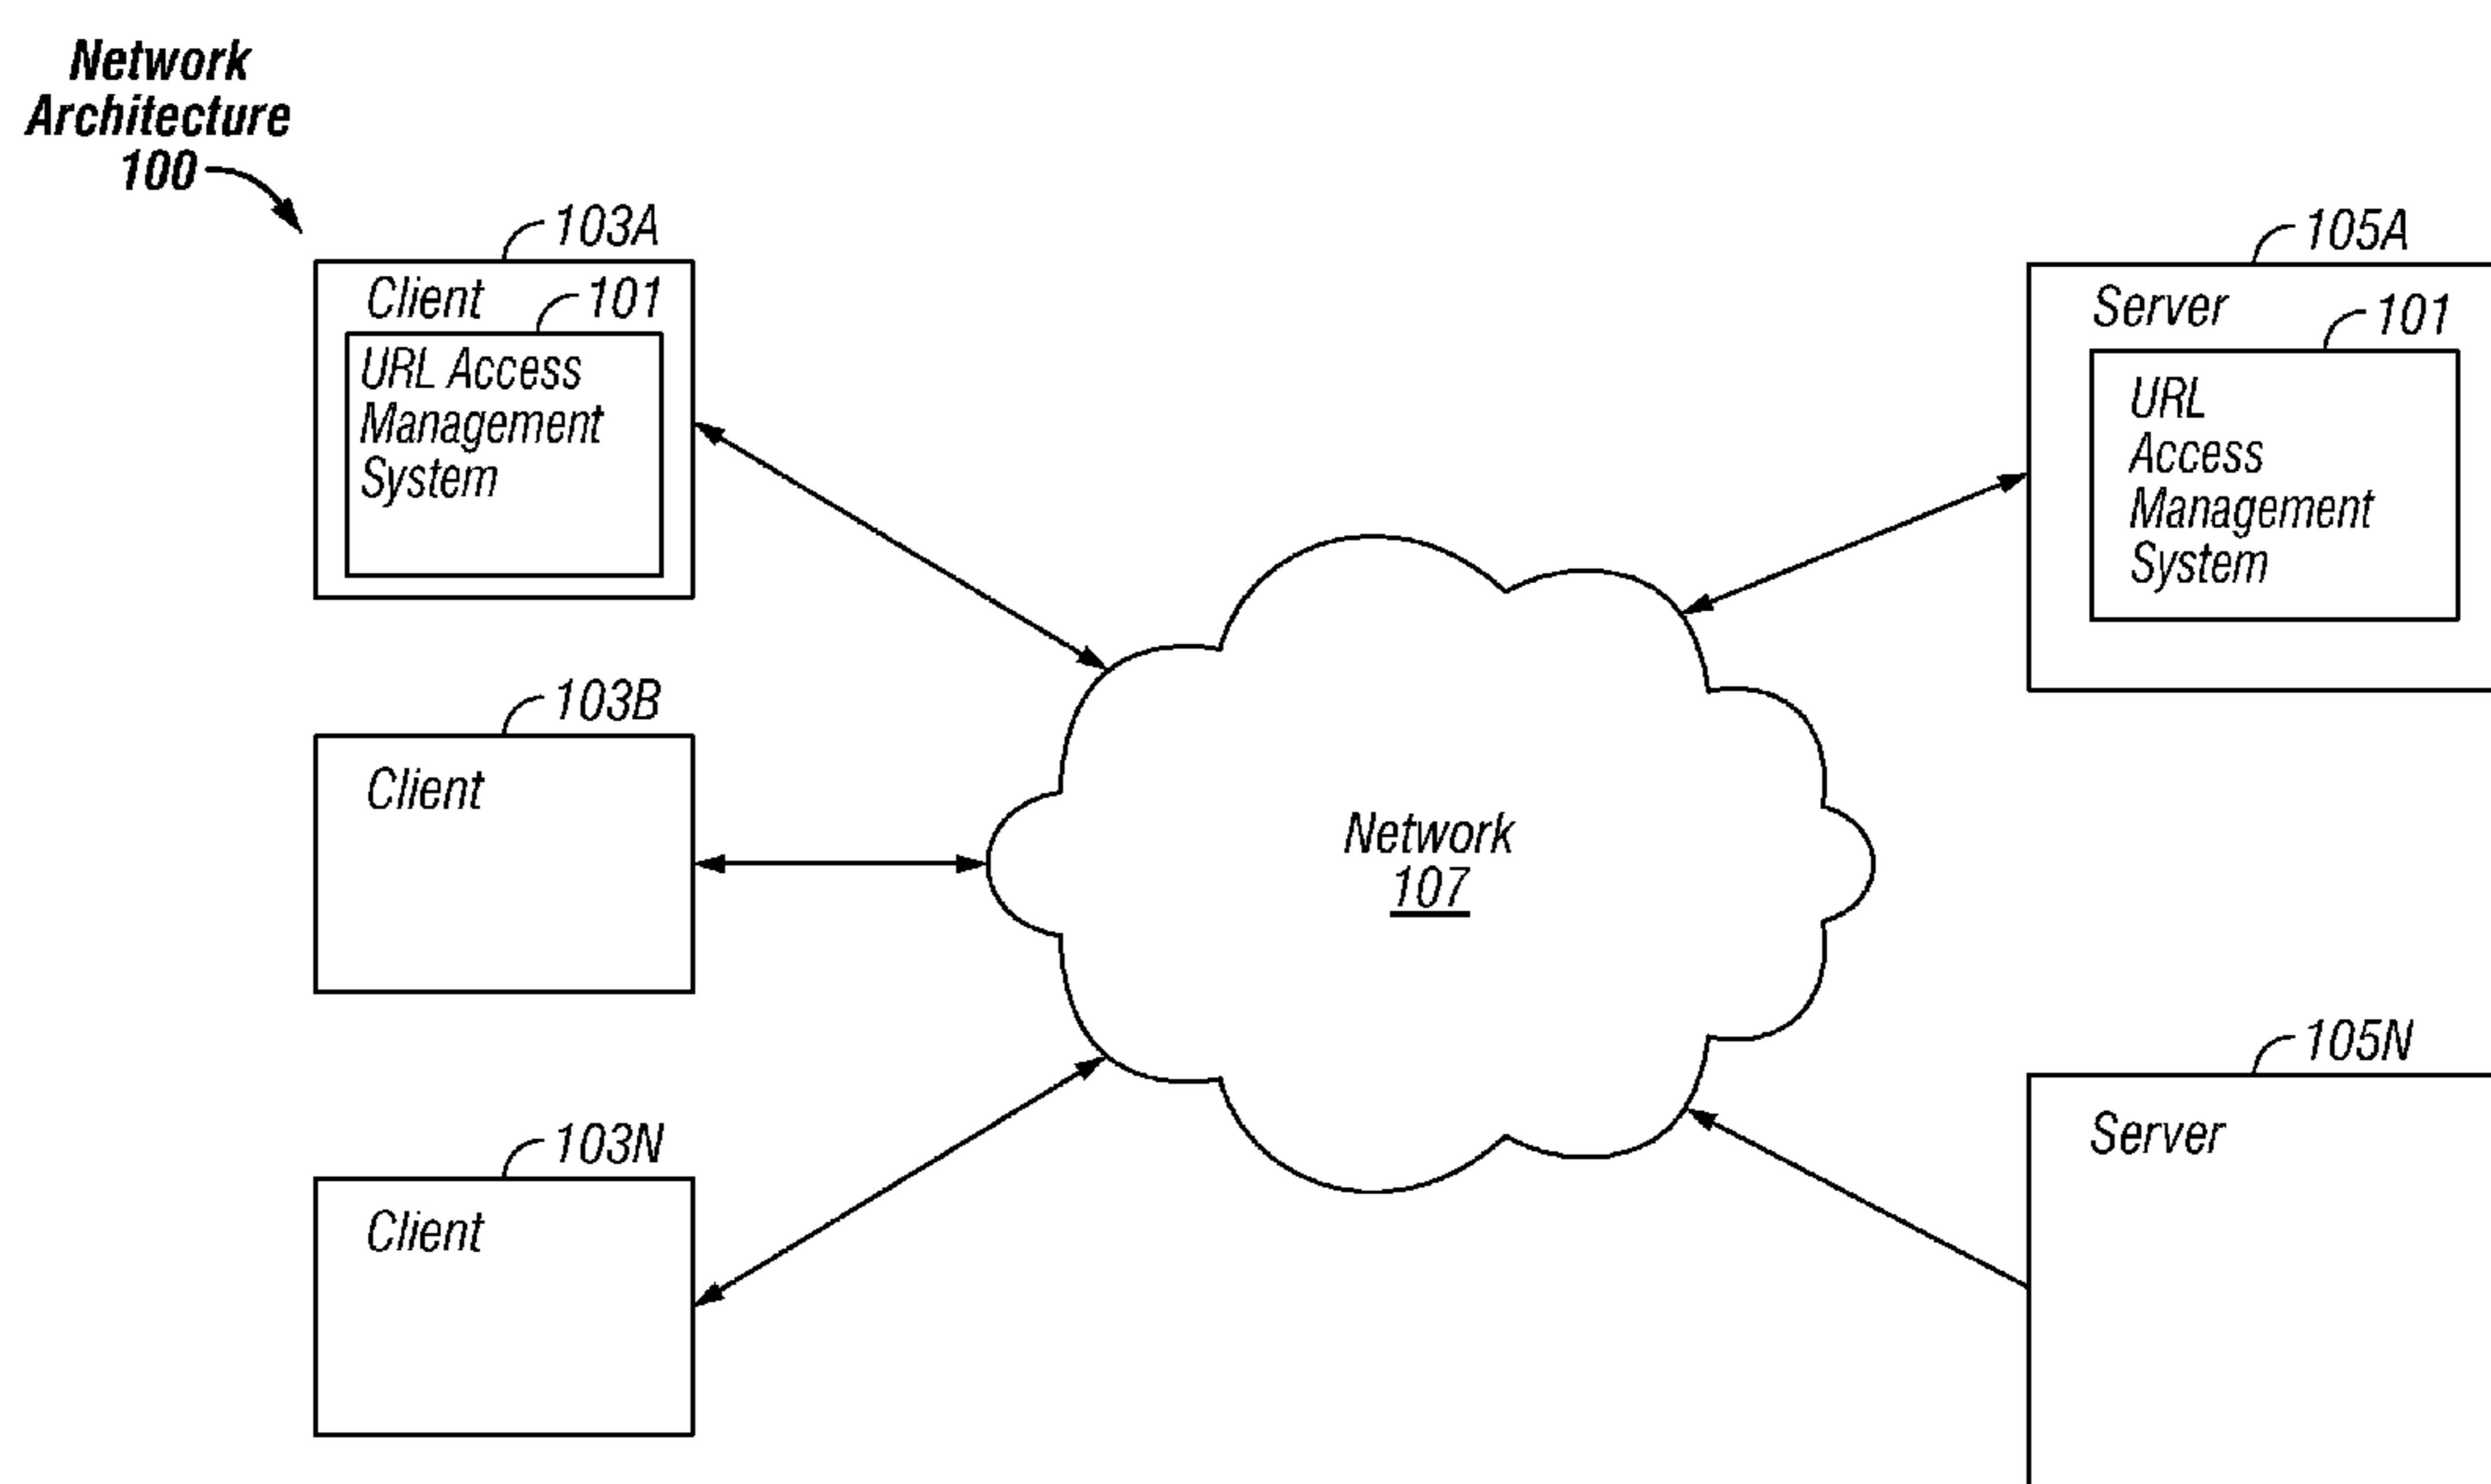 Network
Architecture
100
103A
Client
101
URL Access
Management
System
103B
Client
103N
Client
Network
107
105A
Server
101
URL
Access
Management
System
105N
Server